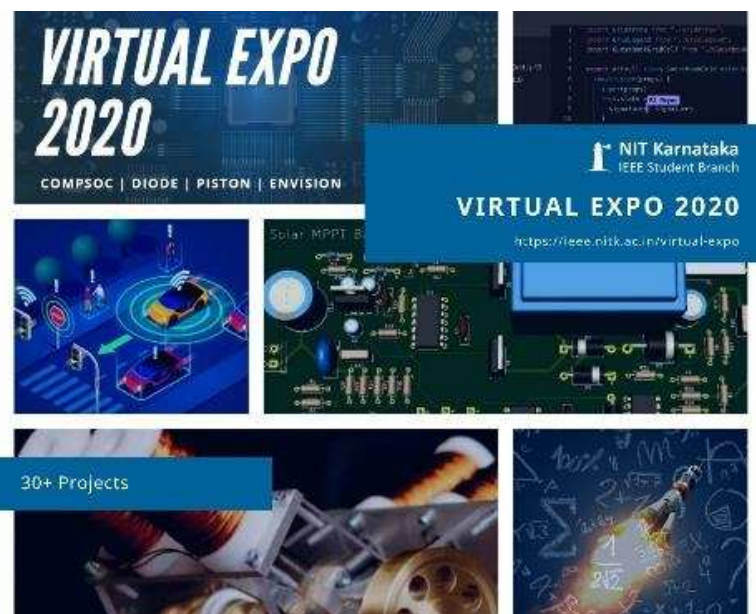 VIRTUAL EXPO
2020
COMPSOC | DIODE | PISTON | ENVISION
NIT Karnataka
IEEE Student Branch
VIRTUAL EXPO 2020
https://ieee.nitk.ac.in/virtual-expo
Solar MPPT
30+ Projects